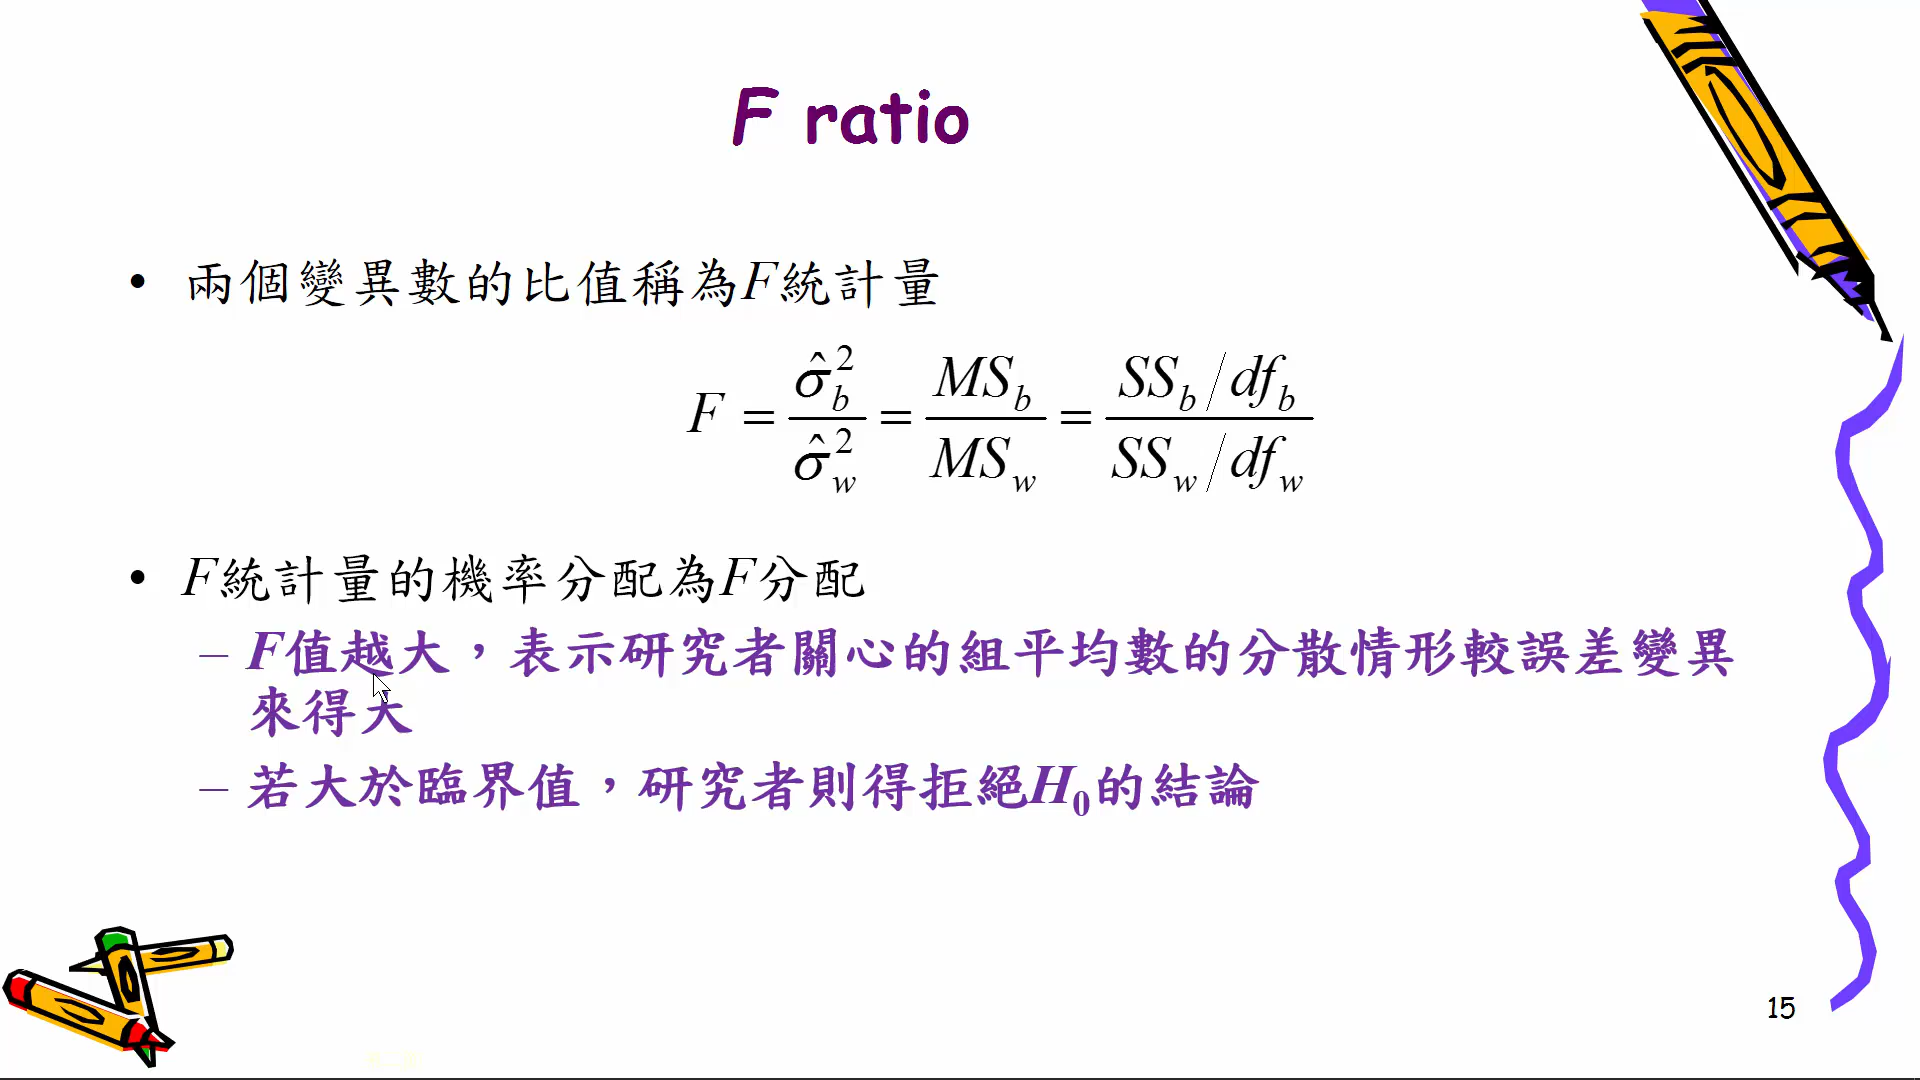 F ratio
• 兩個變異數的比值稱為F統計量
F = σ̂²_b / σ̂²_w = MS_b / MS_w = (SS_b/df_b) / (SS_w/df_w)
• F統計量的機率分配為F分配
– F值越大，表示研究者關心的組平均數的分散情形較誤差變異
來得大
– 若大於臨界值，研究者則得拒絕H₀的結論
15